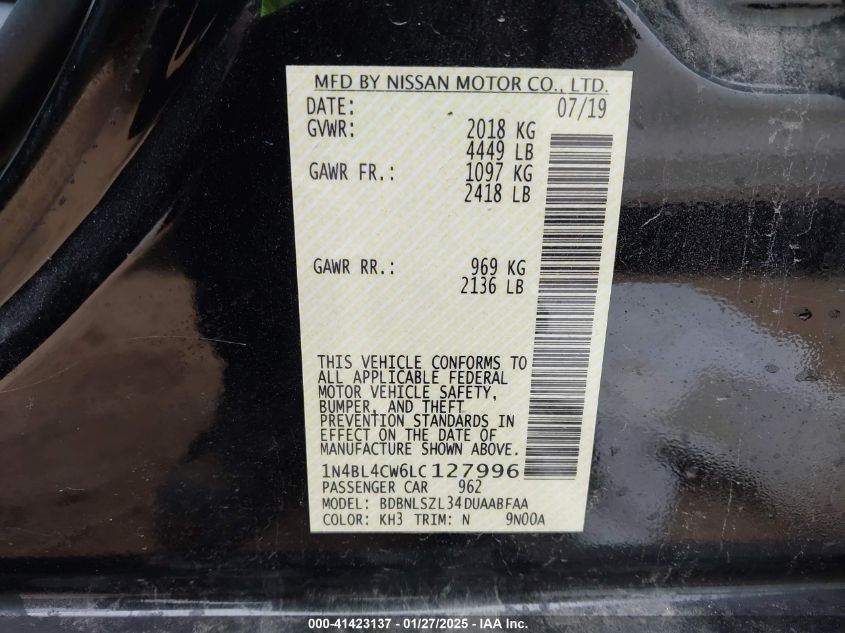 MFD BY NISSAN MOTOR CO., LTD.
DATE: 07/19
GVWR: 2018 KG
4449 LB
GAWR FR.: 1097 KG
2418 LB
GAWR RR.: 969 KG
2136 LB
THIS VEHICLE CONFORMS TO
ALL APPLICABLE FEDERAL
MOTOR VEHICLE SAFETY,
BUMPER, AND THEFT
PREVENTION STANDARDS IN
EFFECT ON THE DATE OF
MANUFACTURE SHOWN ABOVE.
1N4BL4CW6LC127996
PASSENGER CAR 962
MODEL: BDBNLSZL34DUAABFAA
COLOR: KH3 TRIM: N 9N00A
000-41423137 - 01/27/2025 - IAA Inc.